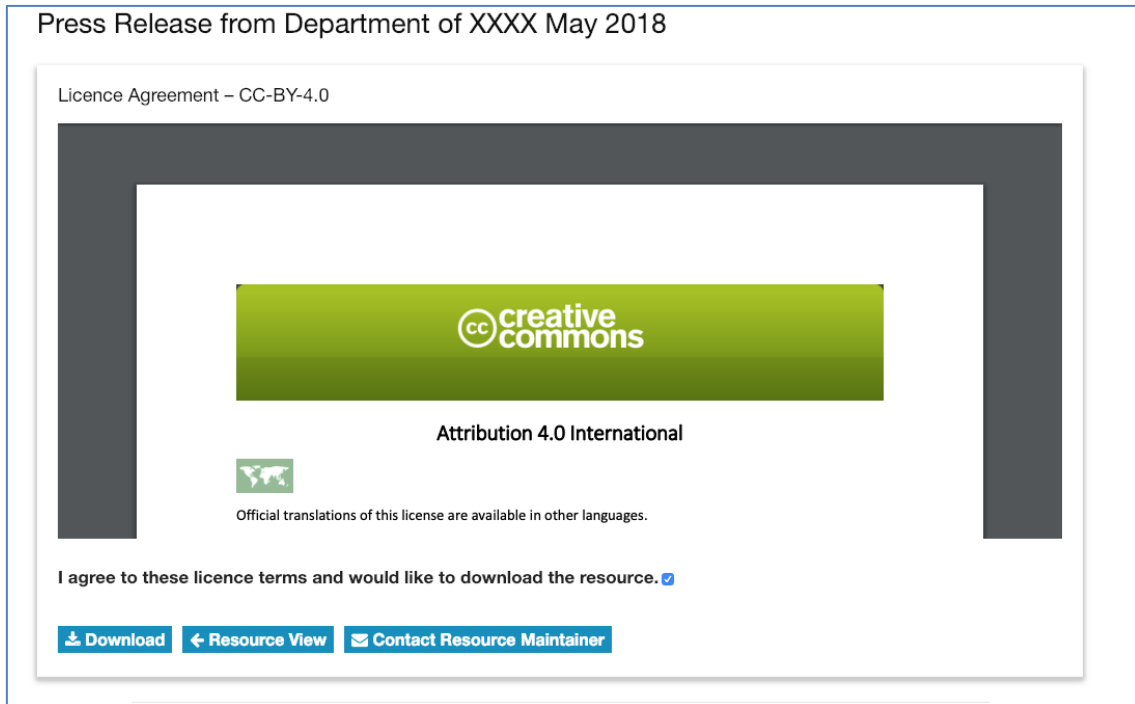 Press Release from Department of XXXX May 2018
Licence Agreement – CC-BY-4.0
cc creative
commons
Attribution 4.0 International
Official translations of this license are available in other languages.
I agree to these licence terms and would like to download the resource.
Download Resource View Contact Resource Maintainer